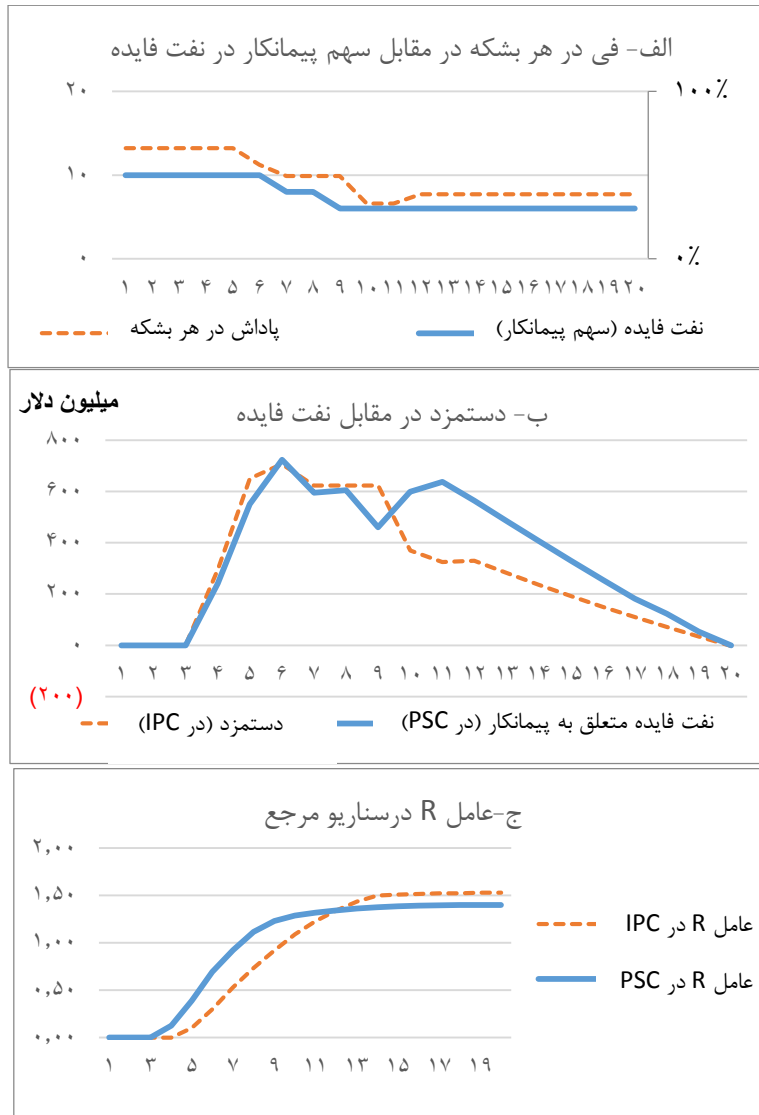 الف- فی در هر بشکه در مقابل سهم پیمانکار در نفت فایده
۲۰ ۱۰۰٪
۱۰
۰ ۰٪
۱ ۲ ۳ ۴ ۵ ۶ ۷ ۸ ۹ ۱۰ ۱۱ ۱۲ ۱۳ ۱۴ ۱۵ ۱۶ ۱۷ ۱۸ ۱۹ ۲۰
نفت فایده (سهم پیمانکار) پاداش در هر بشکه
میلیون دلار
ب- دستمزد در مقابل نفت فایده
۸۰۰
۶۰۰
۴۰۰
۲۰۰
۰
۱ ۲ ۳ ۴ ۵ ۶ ۷ ۸ ۹ ۱۰ ۱۱ ۱۲ ۱۳ ۱۴ ۱۵ ۱۶ ۱۷ ۱۸ ۱۹ ۲۰
(۲۰۰)
نفت فایده متعلق به پیمانکار (در PSC) دستمزد (در IPC)
ج-عامل R درسناریو مرجع
۲,۰۰
۱,۵۰
۱,۰۰
۰,۵۰
۰,۰۰
۱ ۳ ۵ ۷ ۹ ۱۱ ۱۳ ۱۵ ۱۷ ۱۹
عامل R در IPC
عامل R در PSC